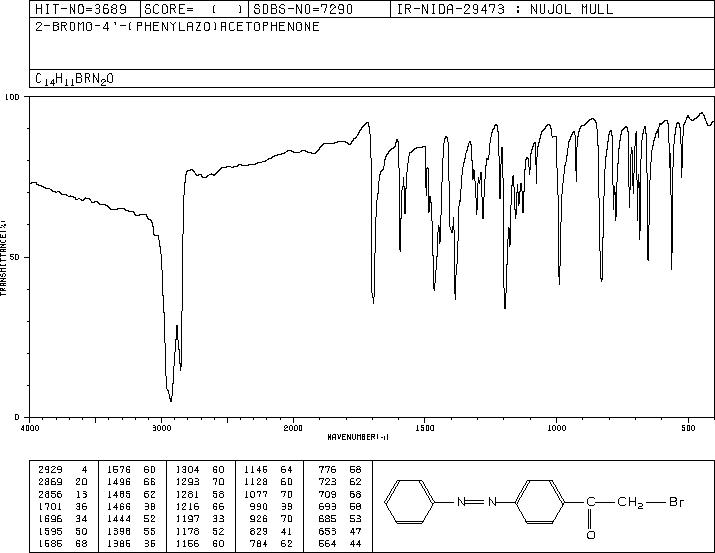 HIT-NO=3689 SCORE= ( ) SDBS-NO=7290 IR-NIDA-29473 : NUJOL MULL
2-BROMO-4'-(PHENYLAZO)ACETOPHENONE
C14H11BRN2O
100
50
0
TRANSMITTANCE(%)
4000 3000 2000 1500 1000 500
WAVENUMBER(-1)
2929 4 1576 60 1304 60 1145 64 776 58
2869 20 1496 66 1293 70 1128 60 723 62
2856 13 1485 62 1281 58 1077 70 709 68
1701 36 1466 38 1216 66 990 39 693 58
1696 34 1444 52 1197 33 926 70 685 53
1595 50 1398 55 1178 52 829 41 653 47
1585 68 1385 35 1156 60 784 62 564 44
N=N C CH2 Br
O